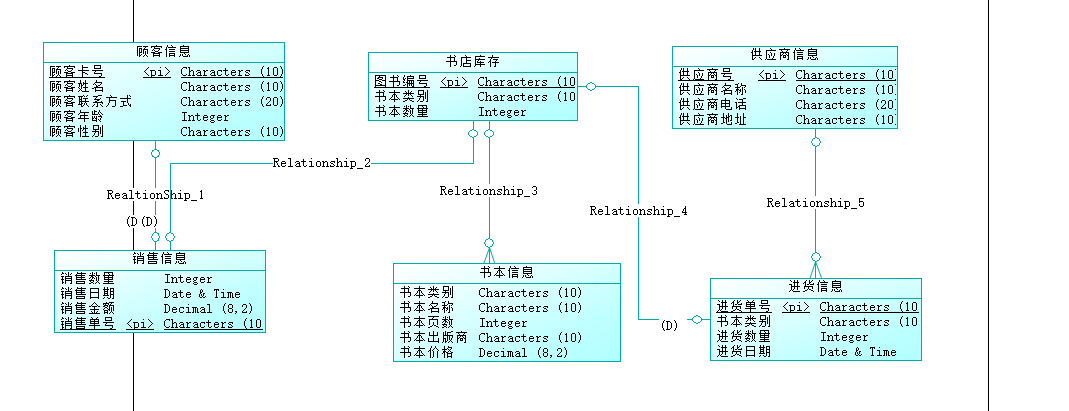 顾客信息
顾客卡号 <pi> Characters (10)
顾客姓名 Characters (10)
顾客联系方式 Characters (20)
顾客年龄 Integer
顾客性别 Characters (10)
书店库存
图书编号 <pi> Characters (10
书本类别 Characters (10
书本数量 Integer
供应商信息
供应商号 <pi> Characters (10)
供应商名称 Characters (10)
供应商电话 Characters (20)
供应商地址 Characters (10)
Relationship_2
RealtionShip_1
Relationship_3
Relationship_4
Relationship_5
(D(D)
销售信息
销售数量 Integer
销售日期 Date & Time
销售金额 Decimal (8,2)
销售单号 <pi> Characters (10
书本信息
书本类别 Characters (10)
书本名称 Characters (10)
书本页数 Integer
书本出版商 Characters (10)
书本价格 Decimal (8,2)
(D)
进货信息
进货单号 <pi> Characters (10
书本类别 Characters (10
进货数量 Integer
进货日期 Date & Time